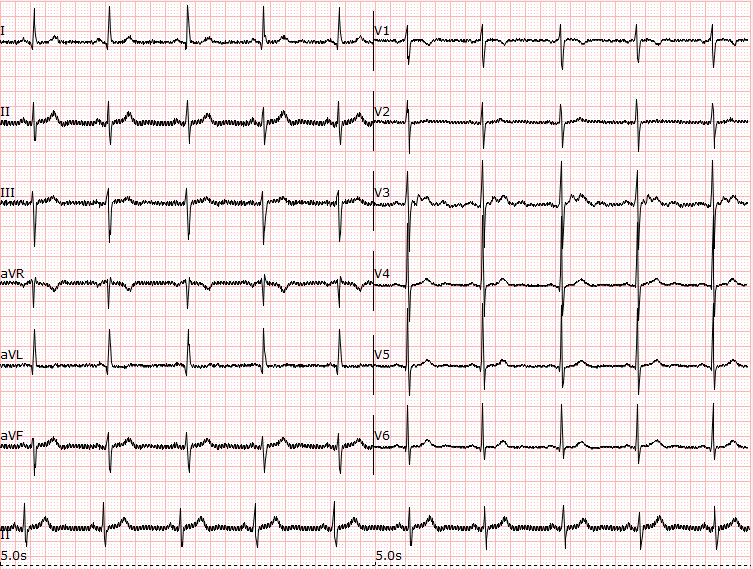 I V1
II V2
III V3
aVR V4
aVL V5
aVF V6
II
5.0s 5.0s